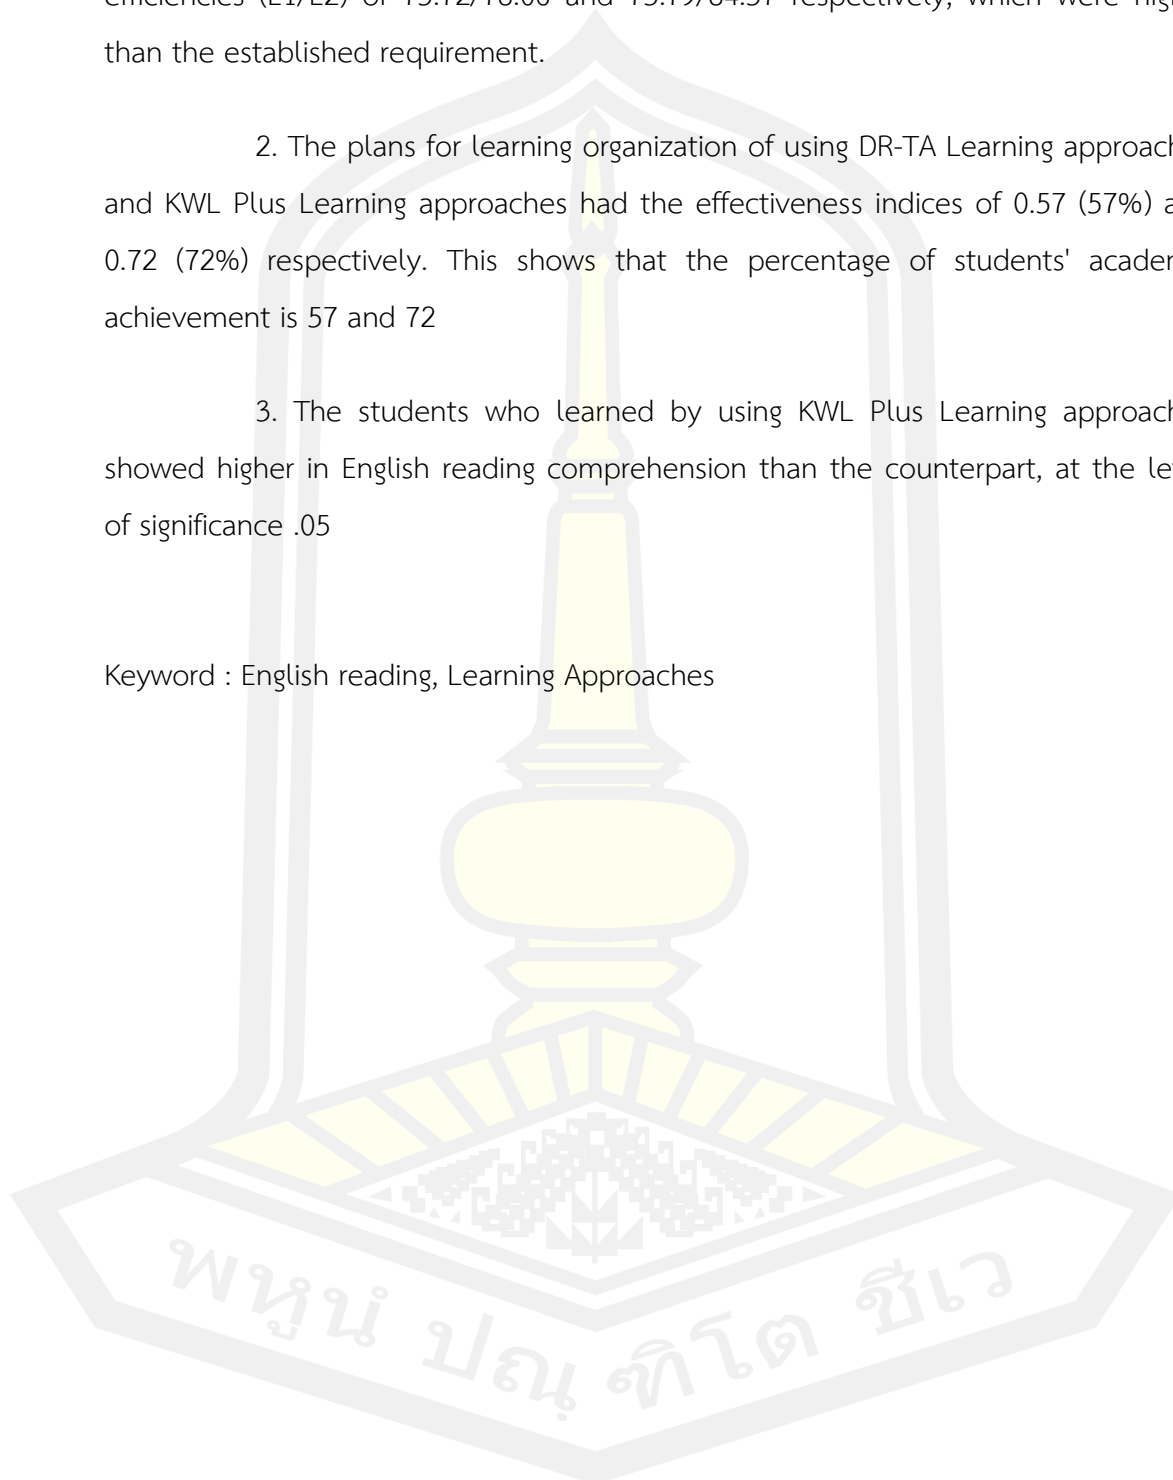 than the established requirement.
2. The plans for learning organization of using DR-TA Learning
and KWL Plus Learning approaches had the effectiveness indices of 0.57 (57%)
0.72 (72%) respectively. This shows that the percentage of students'
achievement is 57 and 72
3. The students who learned by using KWL Plus Learning
showed higher in English reading comprehension than the counterpart, at the
of significance .05
Keyword : English reading, Learning Approaches
พหูนํ ปณฺฑิโต ชีเว